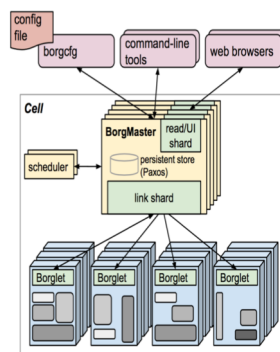 config
file
borgcfg
command-line
tools
web browsers
Cell
BorgMaster
read/UI
shard
persistent store
(Paxos)
scheduler
link shard
Borglet
Borglet
Borglet
Borglet